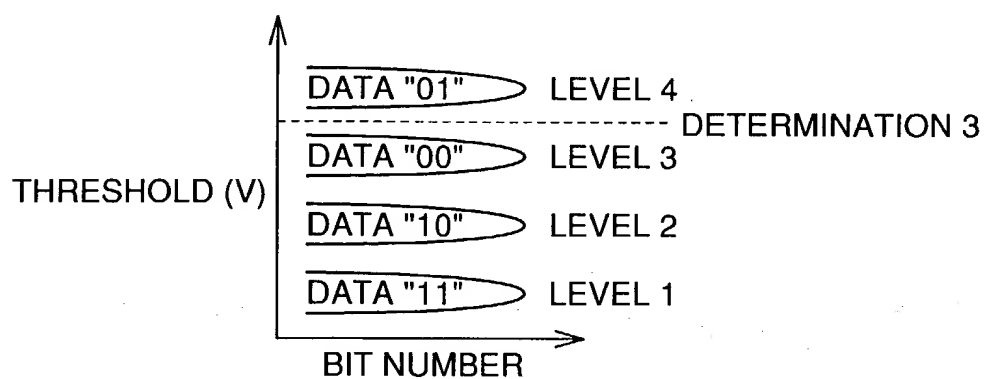 DATA "01" LEVEL 4
DETERMINATION 3
DATA "00" LEVEL 3
THRESHOLD (V)
DATA "10" LEVEL 2
DATA "11" LEVEL 1
BIT NUMBER